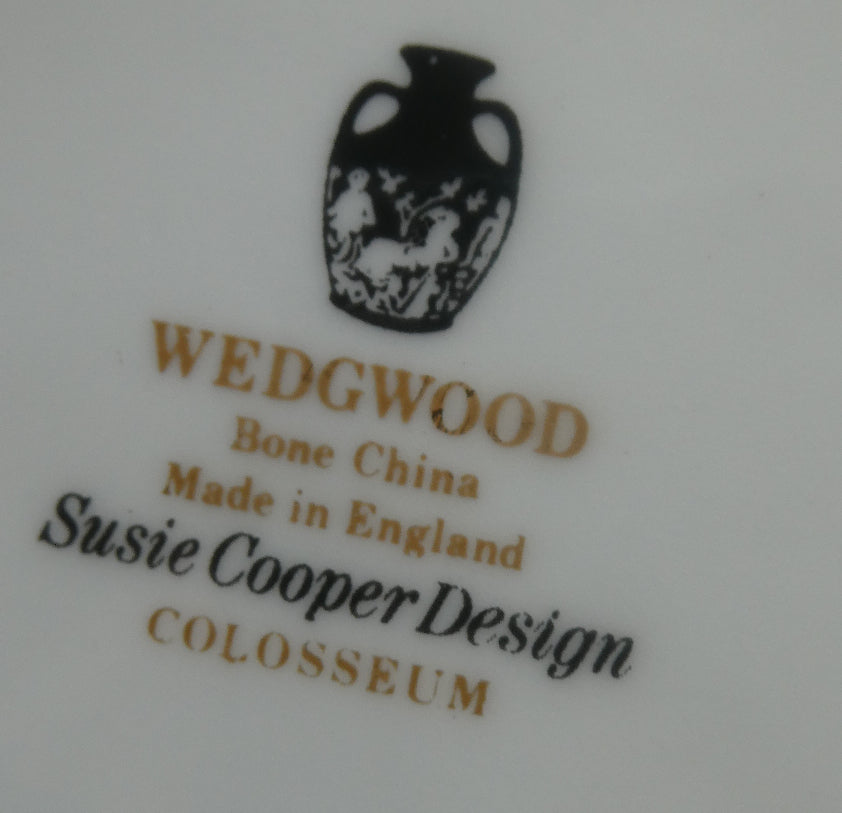 WEDGWOOD
Bone China
Made in England
Susie Cooper Design
COLOSSEUM